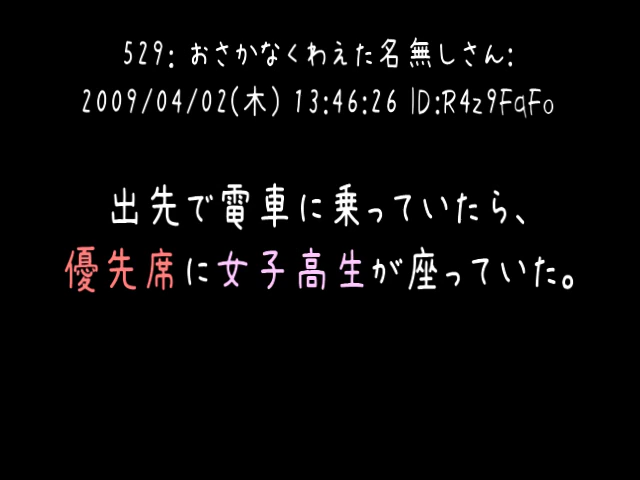 529: おさかなくわえた名無しさん:
2009/04/02(木) 13:46:26 ID:R4z9FqFo
出先で電車に乗っていたら、
優先席に女子高生が座っていた。